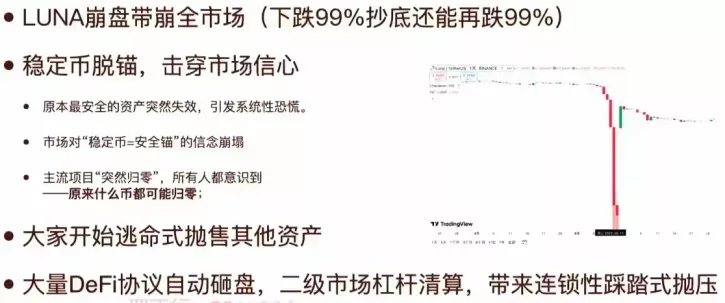 LUNA崩盘带崩全市场（下跌99%抄底还能再跌99%）
稳定币脱锚，击穿市场信心
原本最安全的资产突然失效，引发系统性恐慌。
市场对“稳定币=安全锚”的信念崩塌
主流项目“突然归零”，所有人都意识到
——原来什么币都可能归零；
TradingView
大家开始逃命式抛售其他资产
大量DeFi协议自动砸盘，二级市场杠杆清算，带来连锁性踩踏式抛压